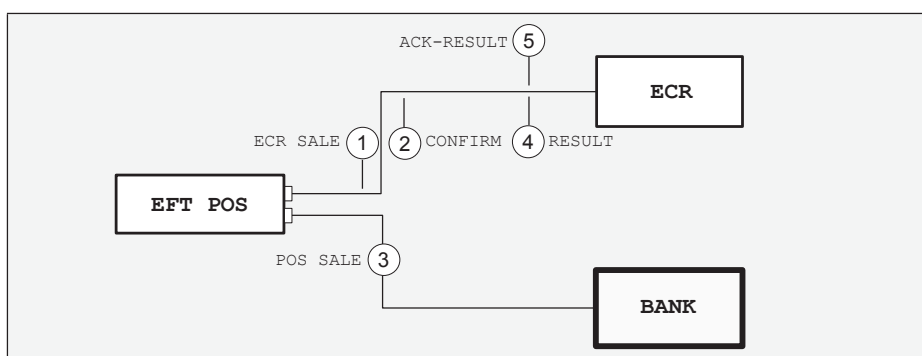 ACK-RESULT 5
ECR
ECR SALE 1 2 CONFIRM 4 RESULT
EFT POS
POS SALE 3
BANK